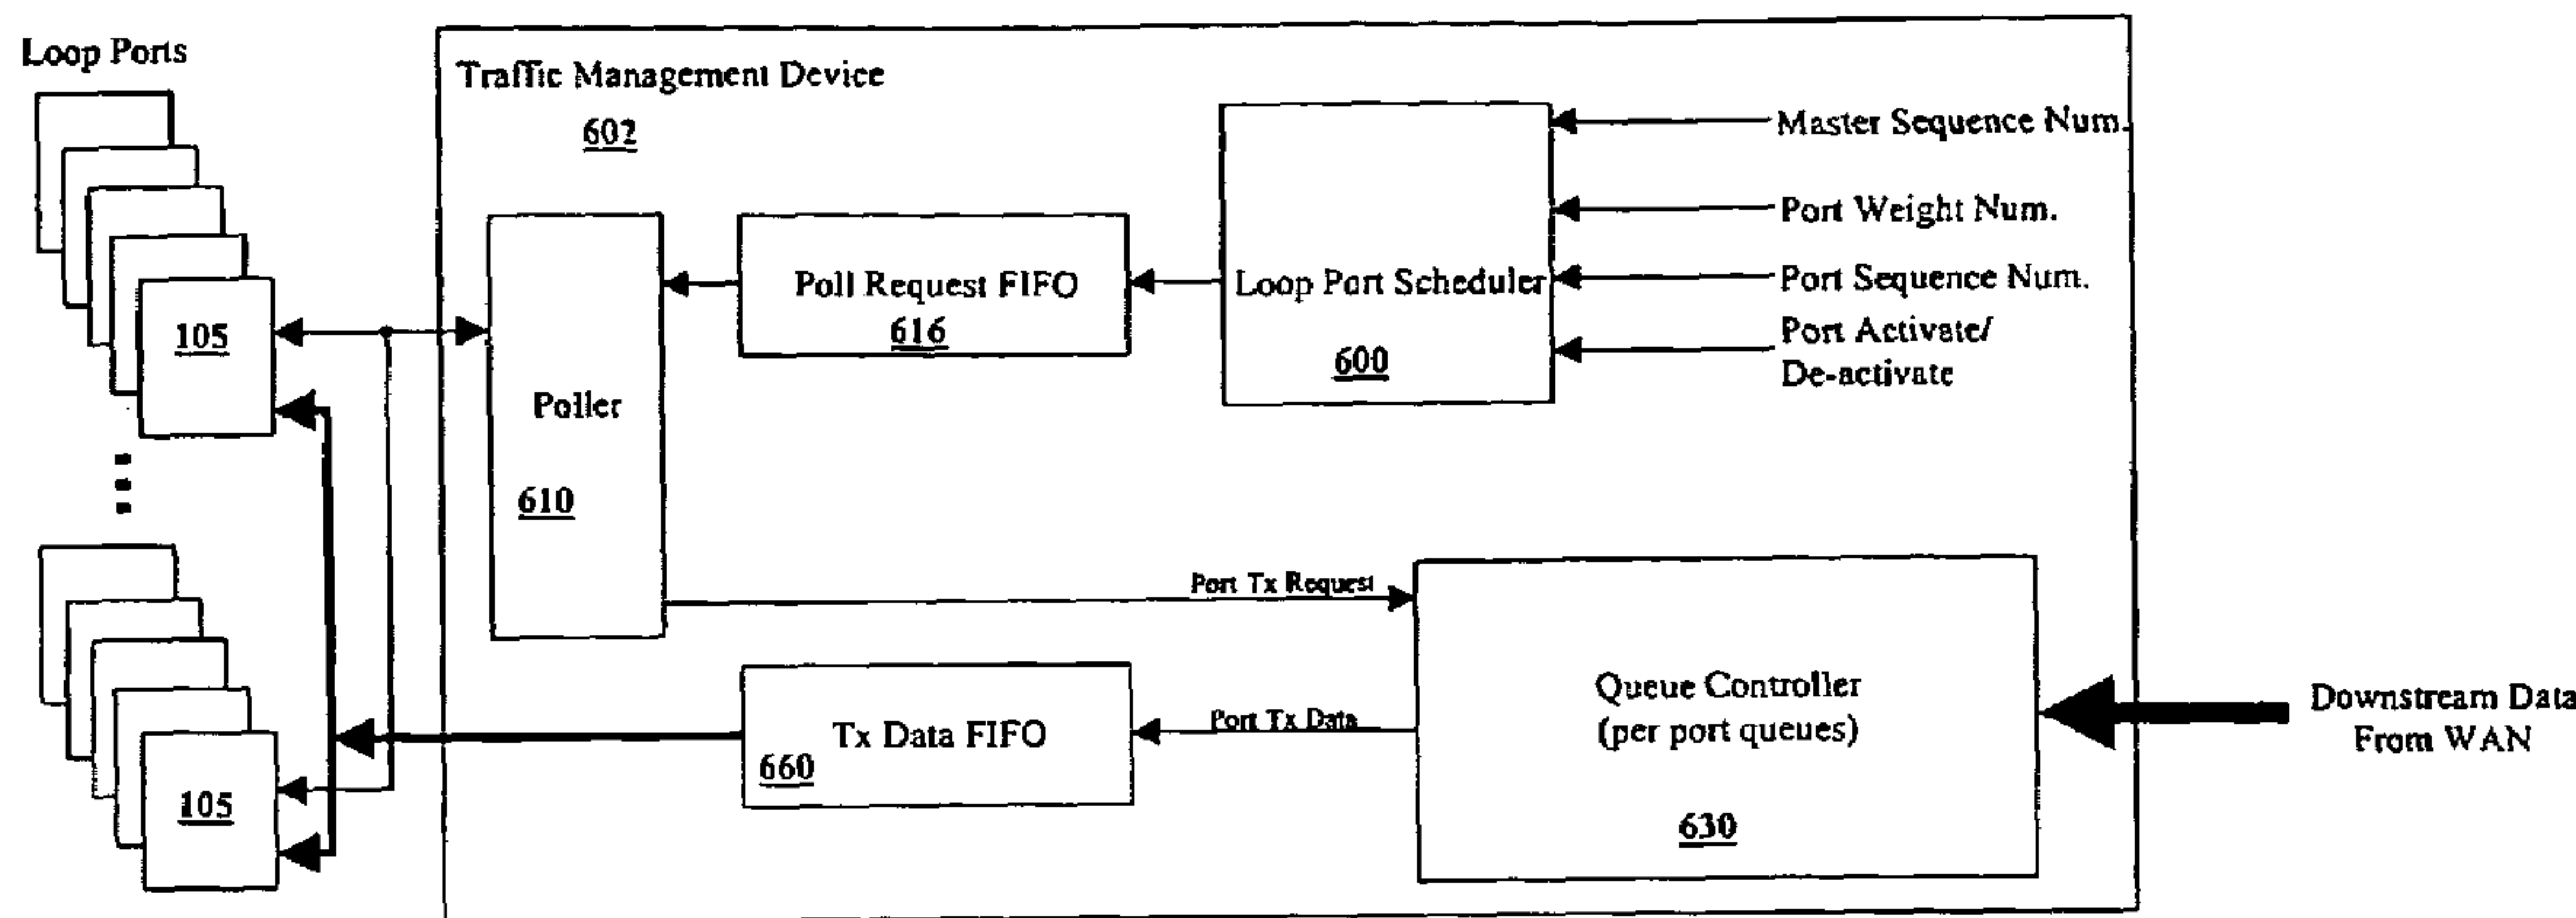 Loop Ports
Traffic Management Device
602
Master Sequence Num.
Port Weight Num.
Port Sequence Num.
Port Activate/
De-activate
Loop Port Scheduler
600
Poll Request FIFO
616
105
Poller
610
Port Tx Request
Queue Controller
(per port queues)
630
Port Tx Data
Tx Data FIFO
660
105
Downstream Data
From WAN